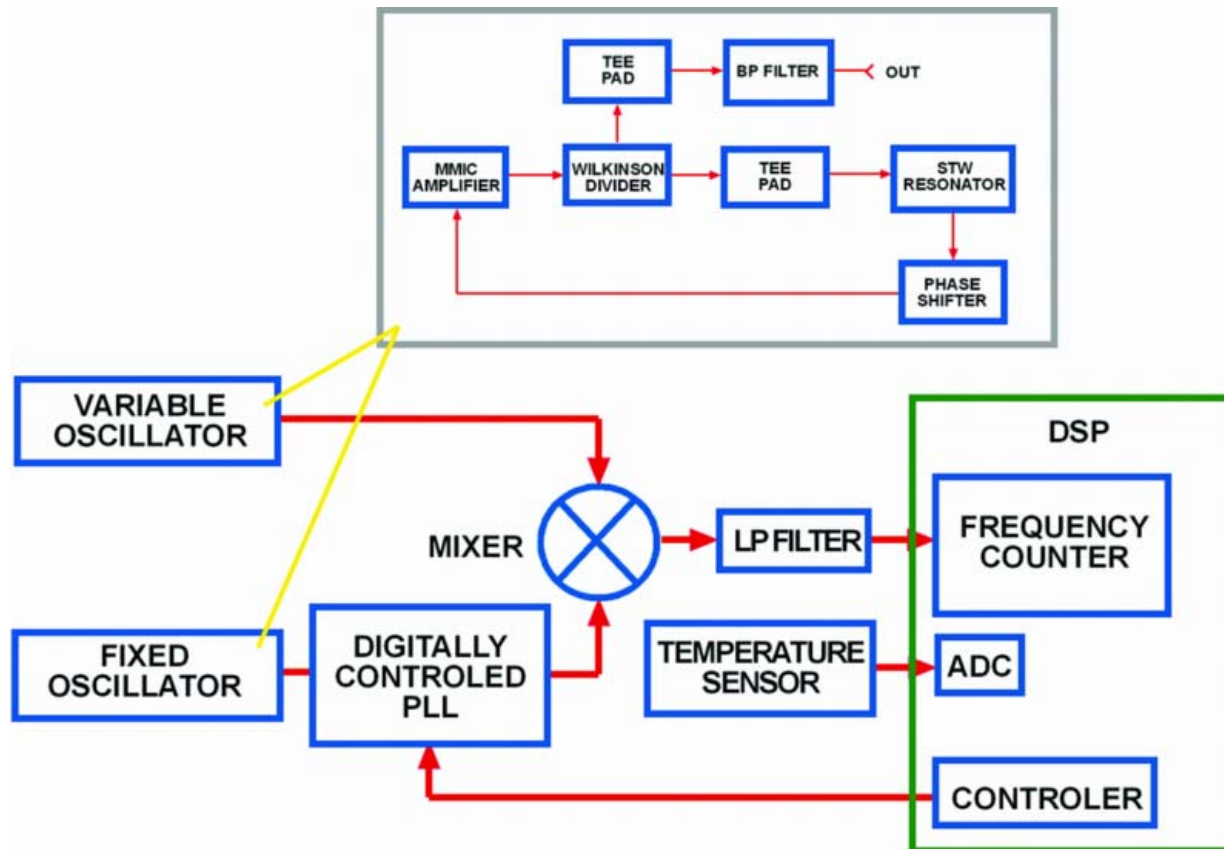 TEE
PAD
BP FILTER
OUT
MMIC
AMPLIFIER
WILKINSON
DIVIDER
TEE
PAD
STW
RESONATOR
PHASE
SHIFTER
VARIABLE
OSCILLATOR
DSP
MIXER
LP FILTER
FREQUENCY
COUNTER
FIXED
OSCILLATOR
DIGITALLY
CONTROLED
PLL
TEMPERATURE
SENSOR
ADC
CONTROLER